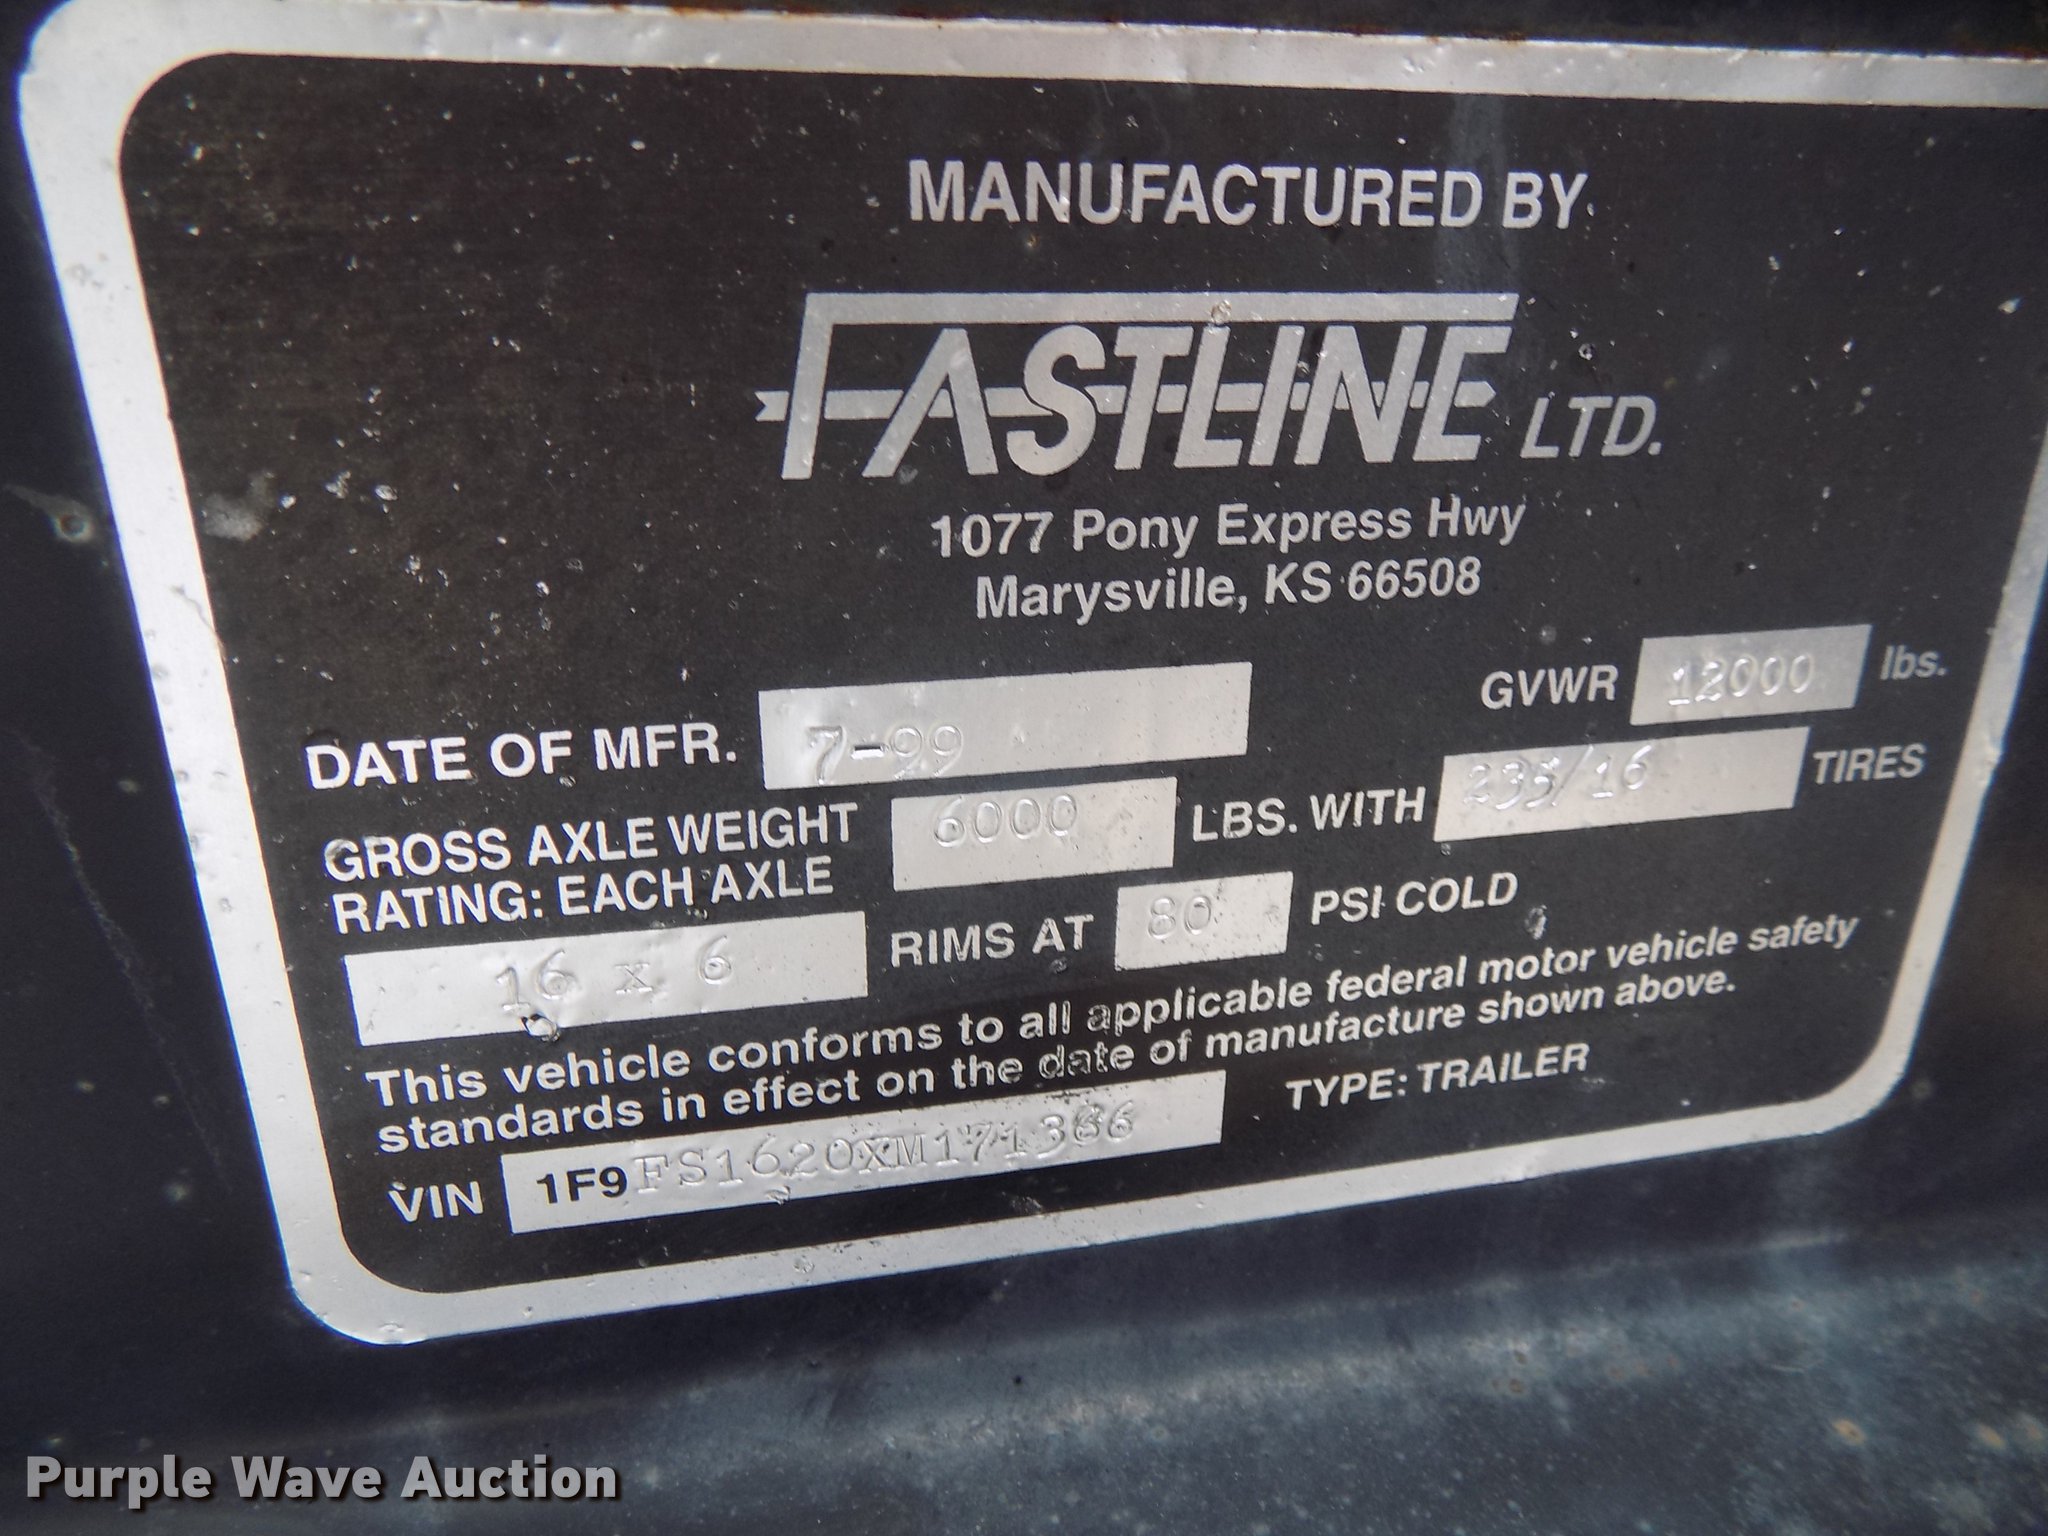 MANUFACTURED BY
FASTLINE LTD.
1077 Pony Express Hwy
Marysville, KS 66508
GVWR 12000 lbs.
DATE OF MFR. 7-99
GROSS AXLE WEIGHT
RATING: EACH AXLE 6000 LBS. WITH 235/16 TIRES
16 x 6 RIMS AT 80 PSI COLD
This vehicle conforms to all applicable federal motor vehicle safety
standards in effect on the date of manufacture shown above.
VIN TYPE: TRAILER
Purple Wave Auction